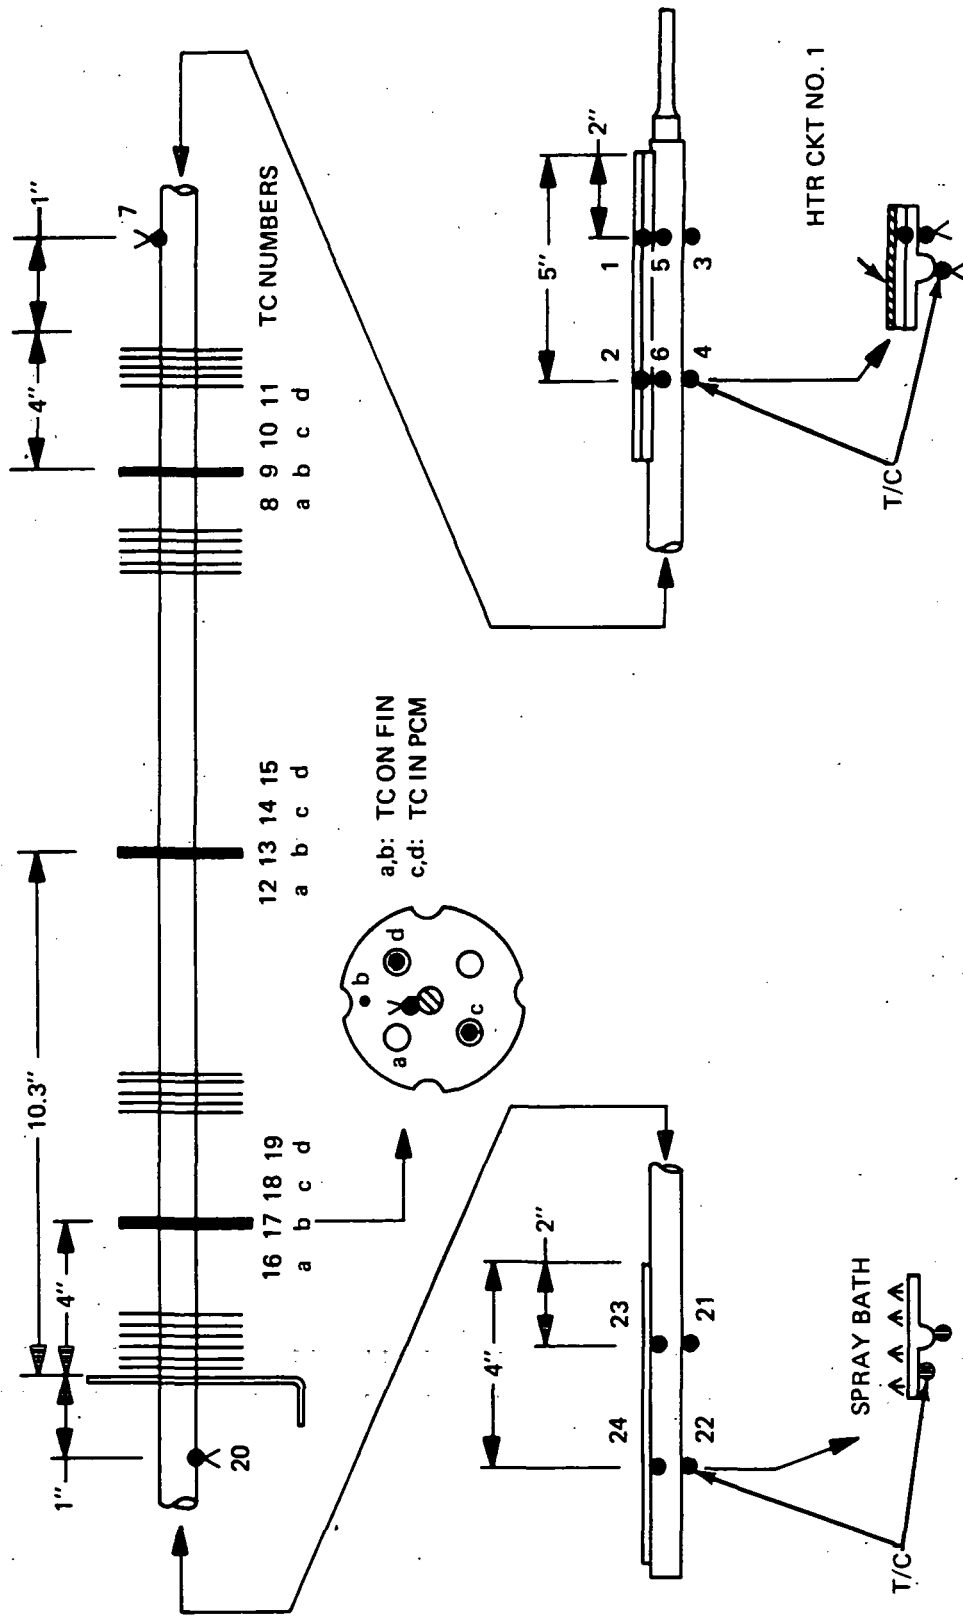 1"
4"
10.3"
4"
1"
20
7
16 17 18 19
a b c d
12 13 14 15
a b c d
8 9 10 11
a b c d
TC NUMBERS
a
b
c
d
a,b: TC ON FIN
c,d: TC IN PCM
4"
2"
24
23
22
21
SPRAY BATH
T/C
5"
2"
2
1
6
5
4
3
HTR CKT NO. 1
T/C